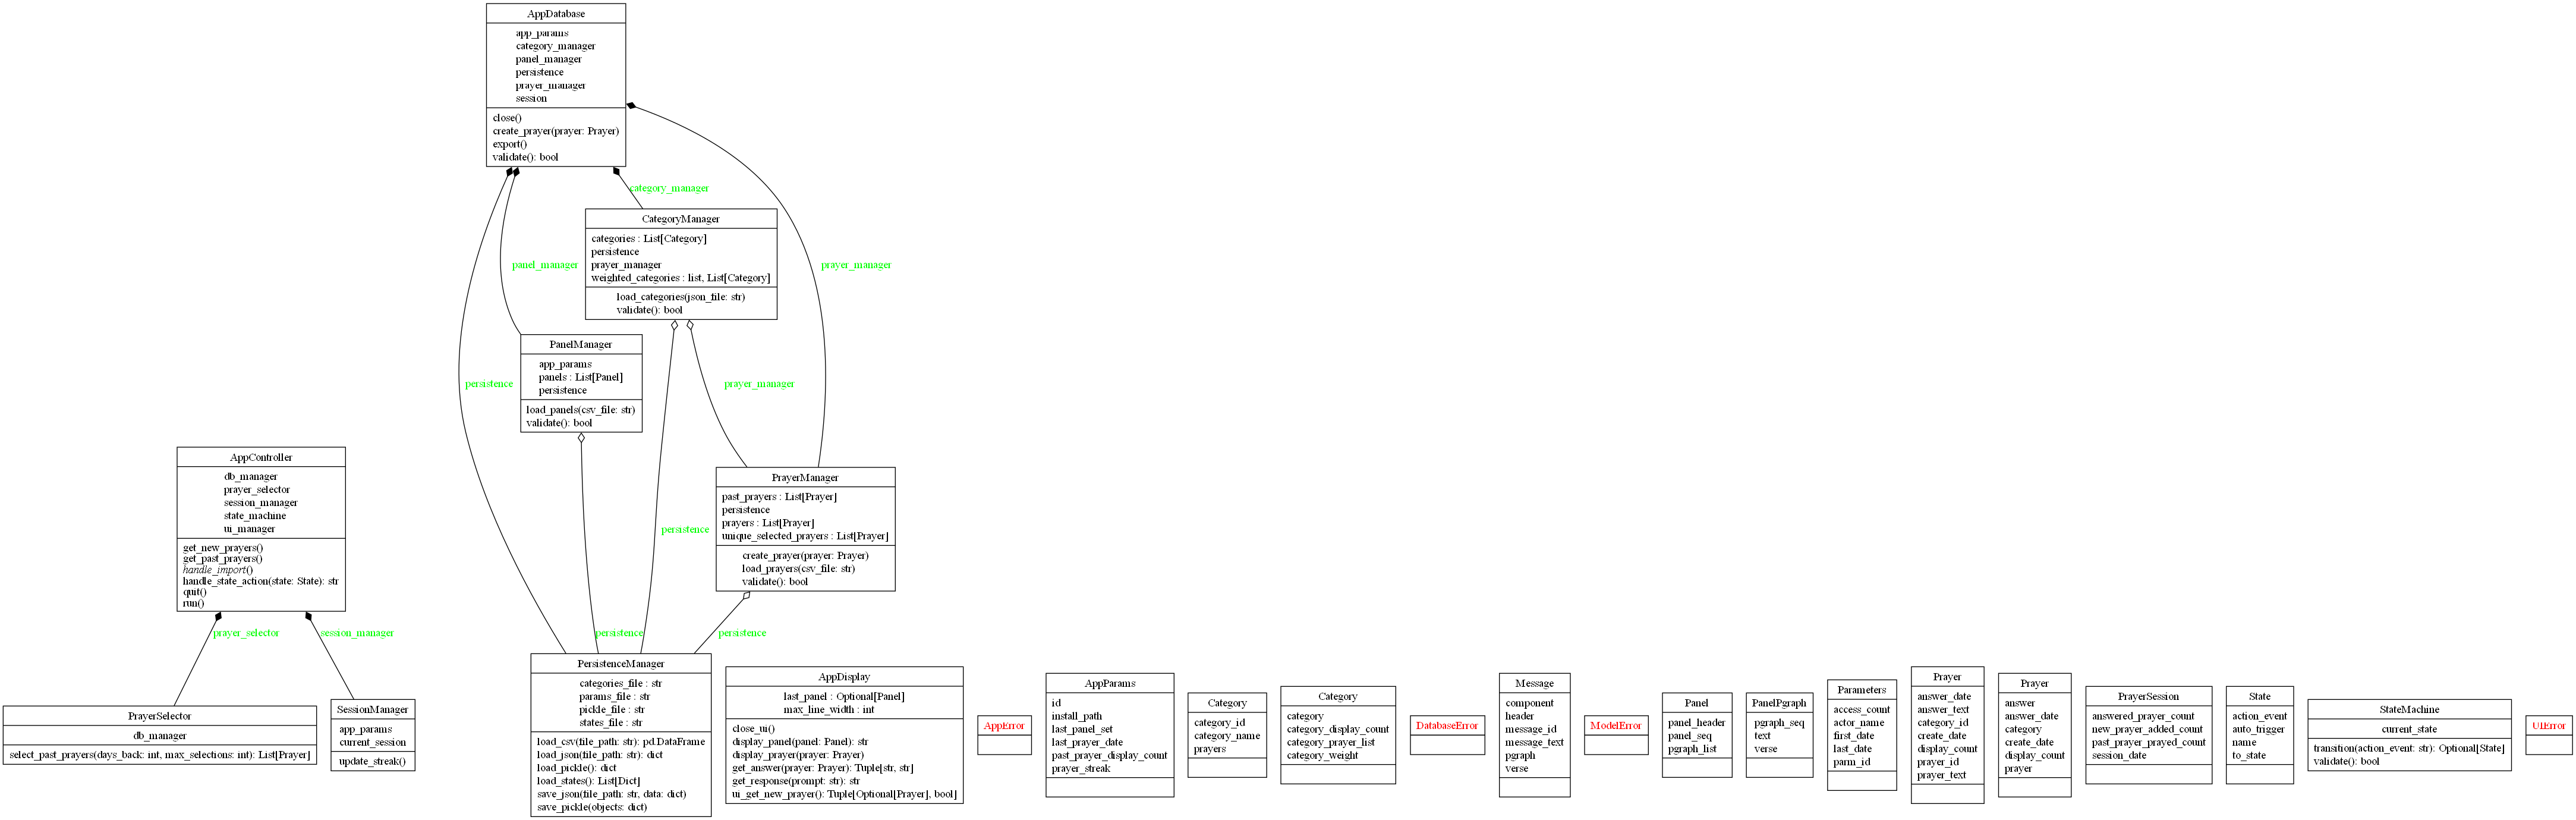 AppDatabase
app_params
category_manager
panel_manager
persistence
prayer_manager
session
close()
create_prayer(prayer: Prayer)
export()
validate(): bool
category_manager
panel_manager
prayer_manager
persistence
CategoryManager
categories : List[Category]
persistence
prayer_manager
weighted_categories : list, List[Category]
load_categories(json_file: str)
validate(): bool
PanelManager
app_params
panels : List[Panel]
persistence
load_panels(csv_file: str)
validate(): bool
prayer_manager
persistence
PrayerManager
past_prayers : List[Prayer]
persistence
prayers : List[Prayer]
unique_selected_prayers : List[Prayer]
create_prayer(prayer: Prayer)
load_prayers(csv_file: str)
validate(): bool
AppController
db_manager
prayer_selector
session_manager
state_machine
ui_manager
get_new_prayers()
get_past_prayers()
handle_import()
handle_state_action(state: State): str
quit()
run()
prayer_selector
session_manager
persistence
persistence
PrayerSelector
db_manager
select_past_prayers(days_back: int, max_selections: int): List[Prayer]
SessionManager
app_params
current_session
update_streak()
PersistenceManager
categories_file : str
params_file : str
pickle_file : str
states_file : str
load_csv(file_path: str): pd.DataFrame
load_json(file_path: str): dict
load_pickle(): dict
load_states(): List[Dict]
save_json(file_path: str, data: dict)
save_pickle(objects: dict)
AppDisplay
last_panel : Optional[Panel]
max_line_width : int
close_ui()
display_panel(panel: Panel): str
display_prayer(prayer: Prayer)
get_answer(prayer: Prayer): Tuple[str, str]
get_response(prompt: str): str
ui_get_new_prayer(): Tuple[Optional[Prayer], bool]
AppError
AppParams
id
install_path
last_panel_set
last_prayer_date
past_prayer_display_count
prayer_streak
Category
category_id
category_name
prayers
Category
category
category_display_count
category_prayer_list
category_weight
DatabaseError
Message
component
header
message_id
message_text
pgraph
verse
ModelError
Panel
panel_header
panel_seq
pgraph_list
PanelPgraph
pgraph_seq
text
verse
Parameters
access_count
actor_name
first_date
last_date
parm_id
Prayer
answer_date
answer_text
category_id
create_date
display_count
prayer_id
prayer_text
Prayer
answer
answer_date
category
create_date
display_count
prayer
PrayerSession
answered_prayer_count
new_prayer_added_count
past_prayer_prayed_count
session_date
State
action_event
auto_trigger
name
to_state
StateMachine
current_state
transition(action_event: str): Optional[State]
validate(): bool
UIError